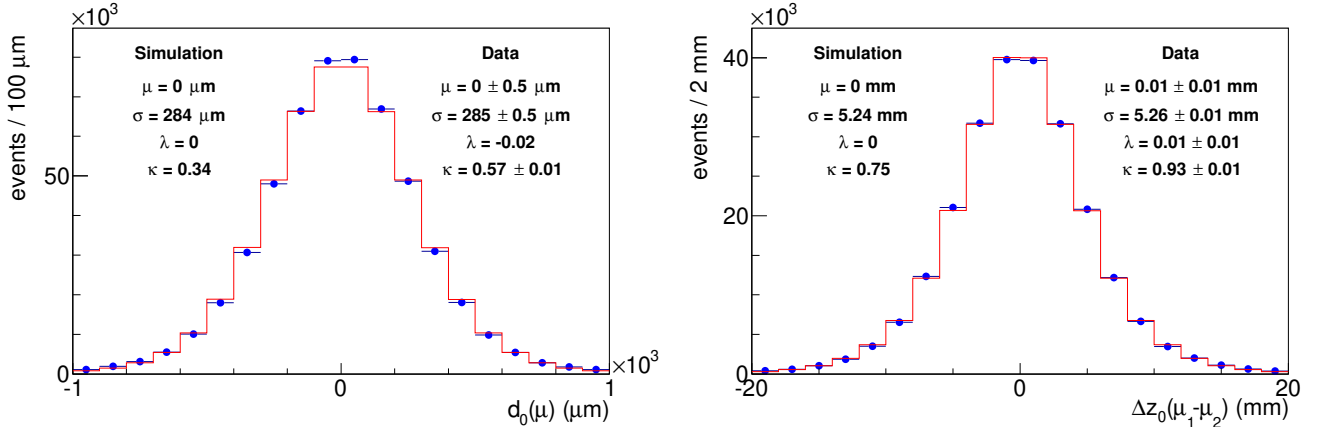 ×10³
events / 100 μm
Simulation
μ = 0 μm
σ = 284 μm
λ = 0
κ = 0.34
Data
μ = 0 ± 0.5 μm
σ = 285 ± 0.5 μm
λ = -0.02
κ = 0.57 ± 0.01
50
0
-1
0
1
×10³
d₀(μ) (μm)
×10³
events / 2 mm
Simulation
μ = 0 mm
σ = 5.24 mm
λ = 0
κ = 0.75
Data
μ = 0.01 ± 0.01 mm
σ = 5.26 ± 0.01 mm
λ = 0.01 ± 0.01
κ = 0.93 ± 0.01
40
20
0
-20
0
20
Δz₀(μ₁-μ₂) (mm)